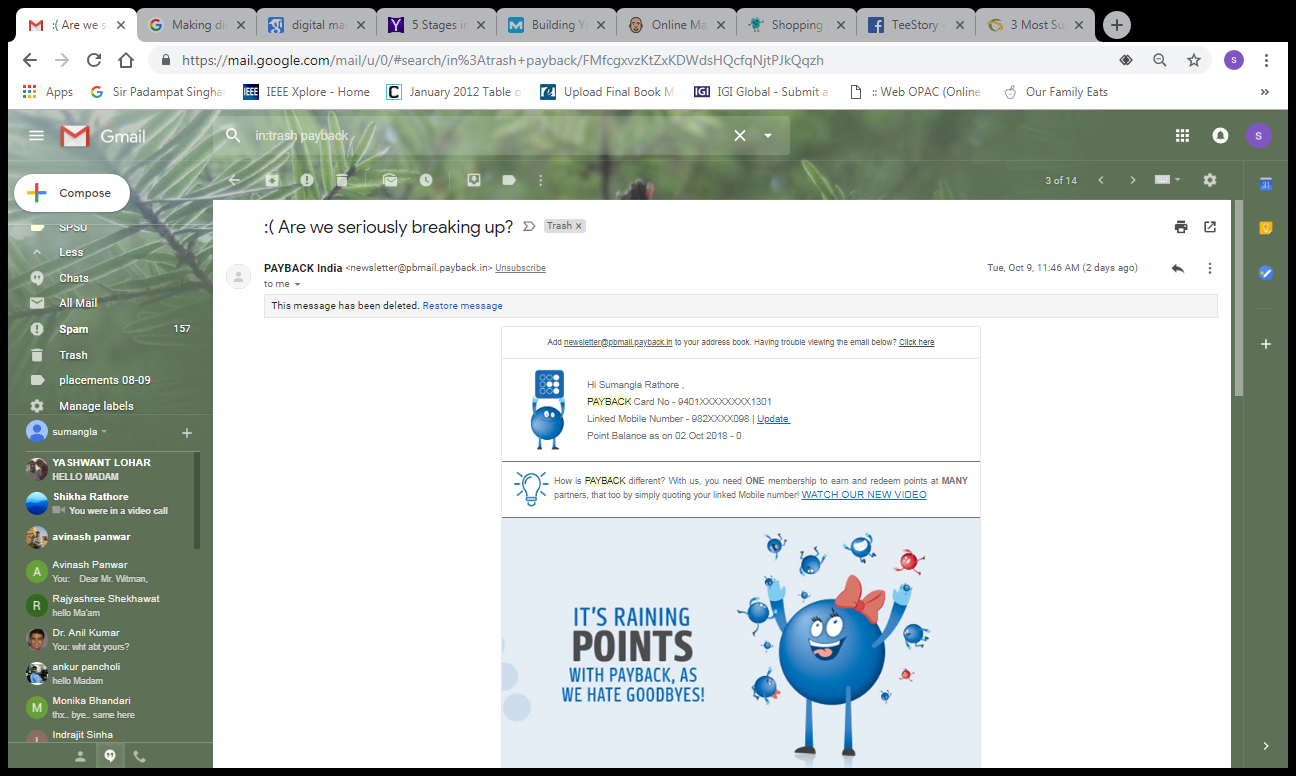 :( Are we s
Making di
digital mar
5 Stages i
Building Y
Online Ma
Shopping
TeeStory -
3 Most Su
https://mail.google.com/mail/u/0/#search/in%3Atrash+payback/FMfcgxvzKtZxKDWdsHQCfqNjtPJkQqzh
S
Apps
Sir Padampat Singha
IEEE Xplore - Home
January 2012 Table o
Upload Final Book M
IGI Global - Submit a
:: Web OPAC (Online
Our Family Eats
»
Gmail
in:trash payback
S
Compose
3 of 14
SPSU
Less
Chats
All Mail
Spam 157
Trash
placements 08-09
Manage labels
sumangla
YASHWANT LOHAR
HELLO MADAM
Shikha Rathore
You were in a video call
avinash panwar
A
Avinash Panwar
You: Dear Mr. Witman,
R
Rajyashree Shekhawat
hello Ma'am
Dr. Anil Kumar
You: wht abt yours?
ankur pancholi
hello Madam
M
Monika Bhandari
thx.. bye.. same here
Indrajit Sinha
:( Are we seriously breaking up? Trash x
PAYBACK India <newsletter@pbmail.payback.in> Unsubscribe
Tue, Oct 9, 11:46 AM (2 days ago)
to me
This message has been deleted. Restore message
Add newsletter@pbmail.payback.in to your address book. Having trouble viewing the email below? Click here
Hi Sumangla Rathore ,
PAYBACK Card No - 9401XXXXXXXX1301
Linked Mobile Number - 982XXXX098 | Update
Point Balance as on 02 Oct 2018 - 0
How is PAYBACK different? With us, you need ONE membership to earn and redeem points at MANY
partners, that too by simply quoting your linked Mobile number! WATCH OUR NEW VIDEO
IT'S RAINING
POINTS
WITH PAYBACK, AS
WE HATE GOODBYES!
31